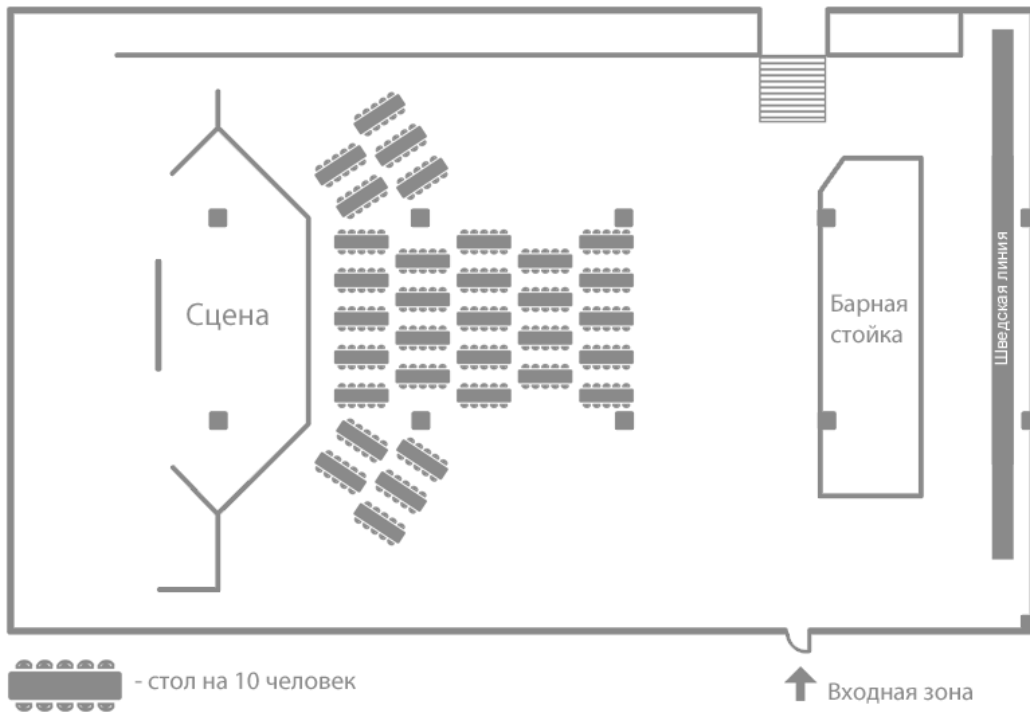 Сцена
Барная
стойка
Шведская линия
- стол на 10 человек
Входная зона